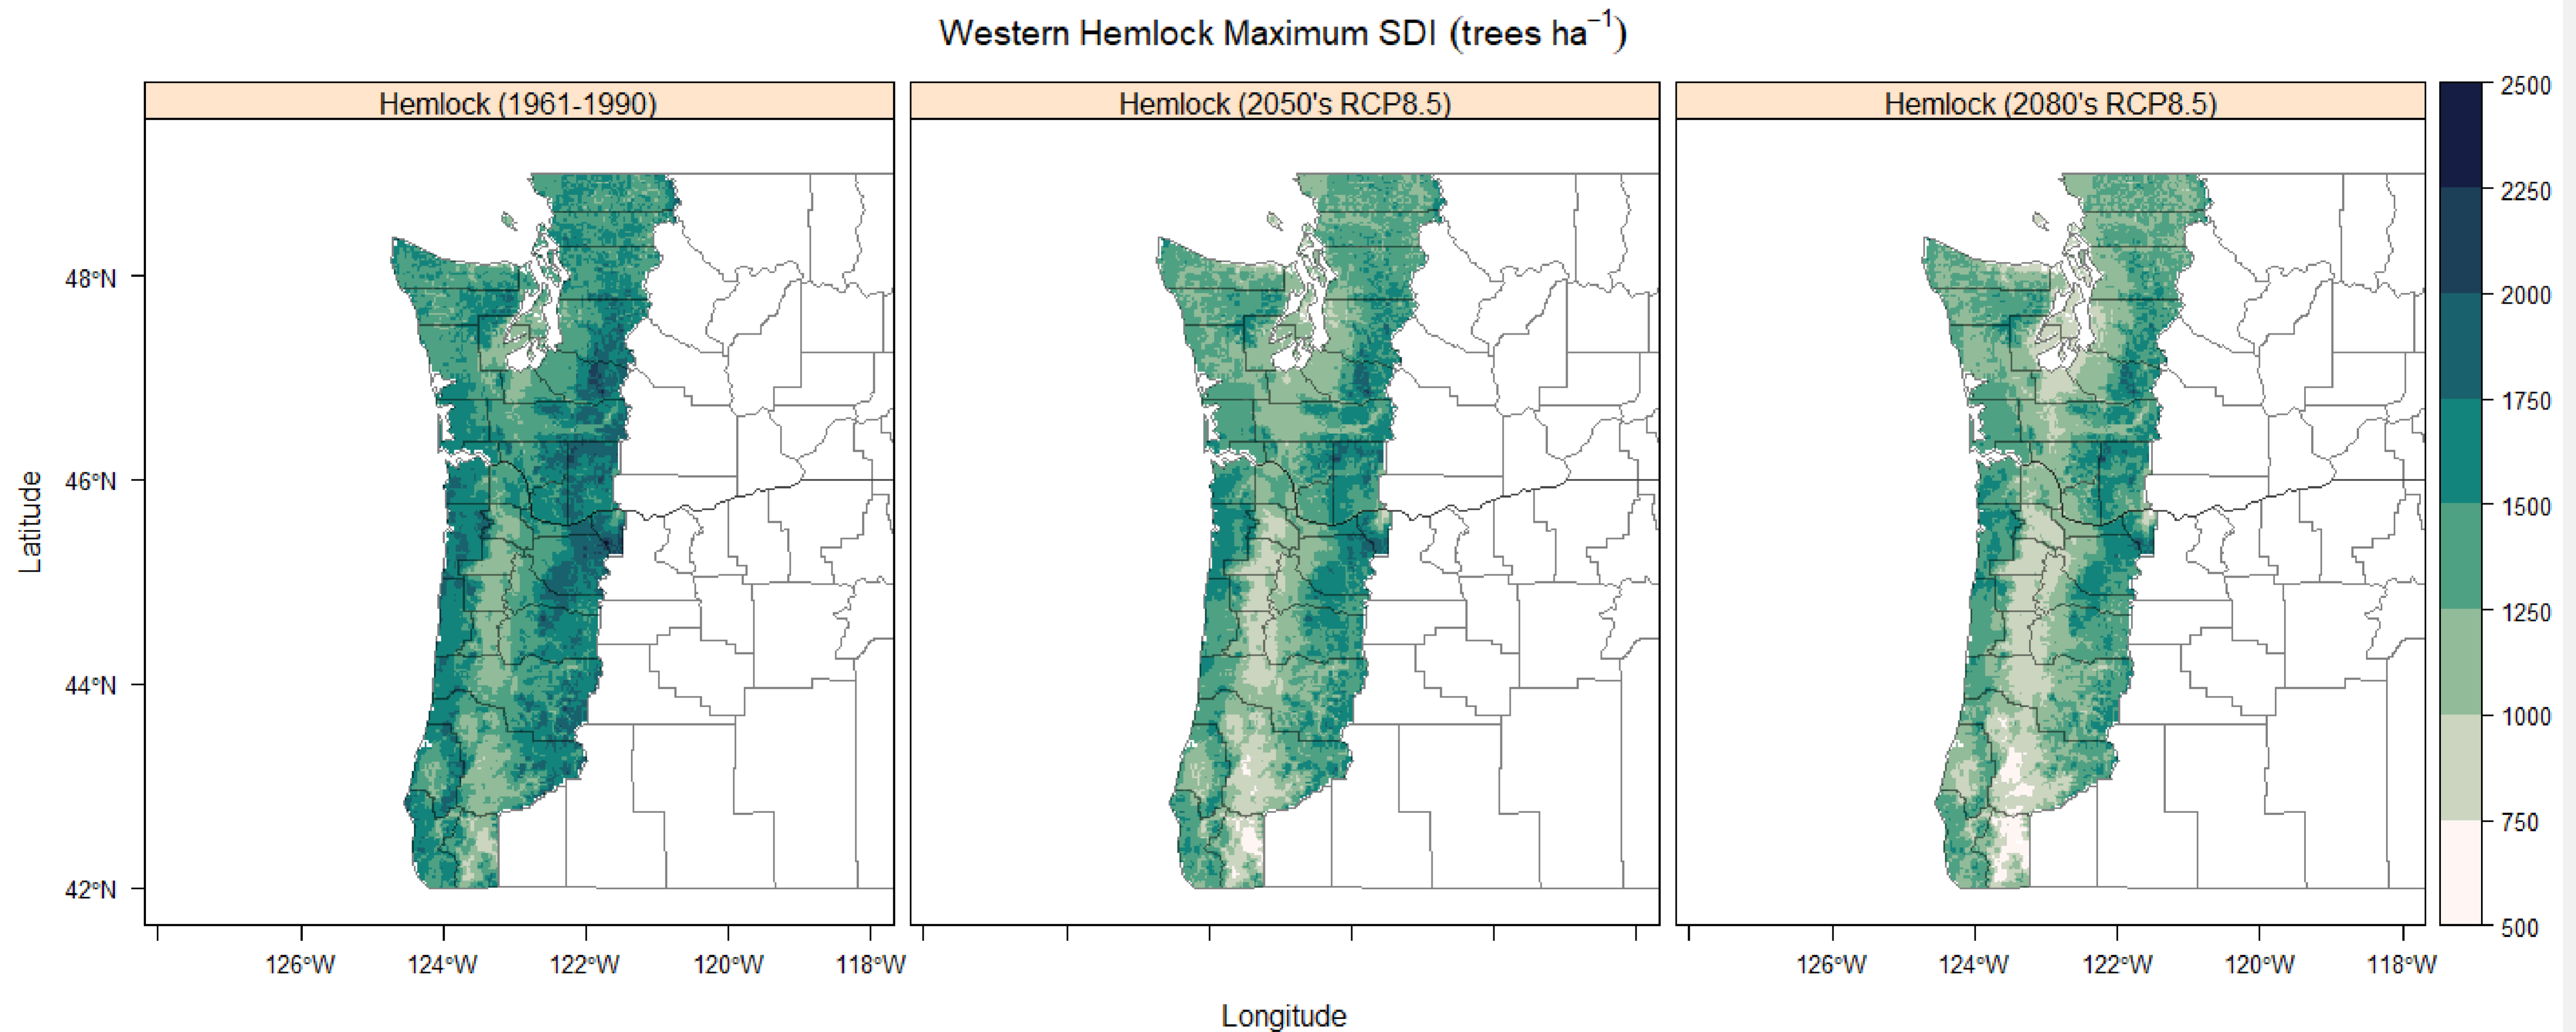 Western Hemlock Maximum SDI (trees ha⁻¹)
Hemlock (1961-1990)
Hemlock (2050's RCP8.5)
Hemlock (2080's RCP8.5)
Latitude
48°N
46°N
44°N
42°N
2500
2250
2000
1750
1500
1250
1000
750
500
126°W 124°W 122°W 120°W 118°W
126°W 124°W 122°W 120°W 118°W
Longitude